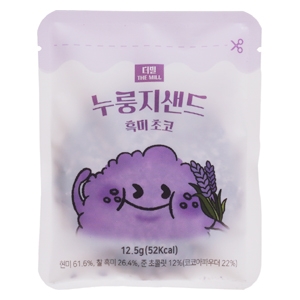 더밀
THE MILL
누룽지샌드
흑미 초코
12.5g(52Kcal)
현미 61.6%, 찰 흑미 26.4%, 준 초콜릿 12%(코코아파우더 22%)